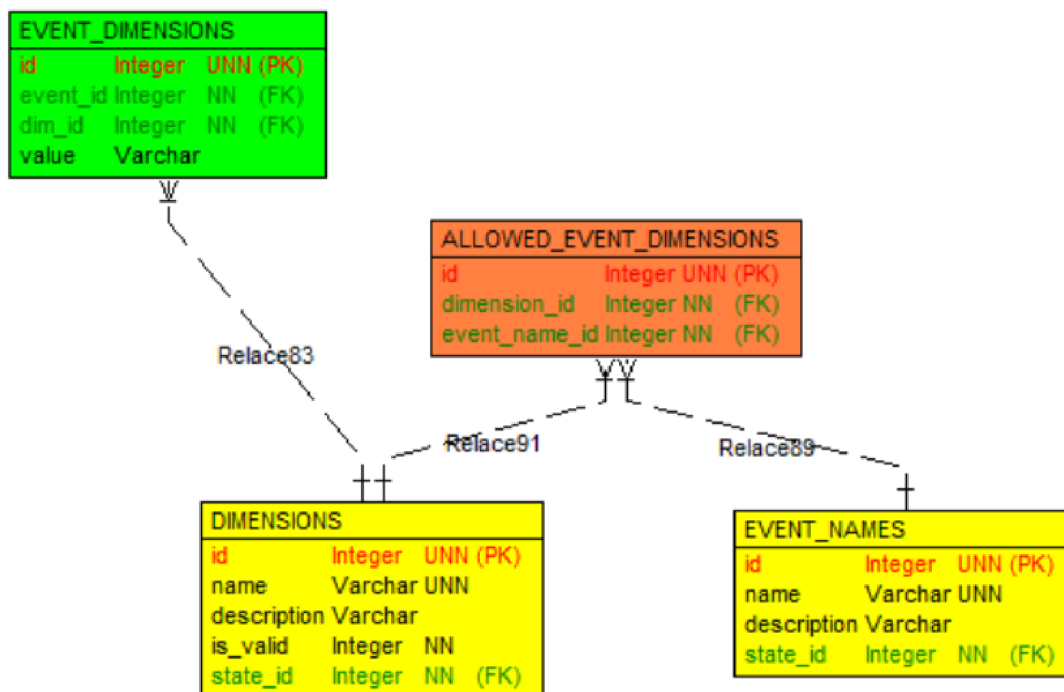 EVENT_DIMENSIONS
id Integer UNN (PK)
event_id Integer NN (FK)
dim_id Integer NN (FK)
value Varchar
ALLOWED_EVENT_DIMENSIONS
id Integer UNN (PK)
dimension_id Integer NN (FK)
event_name_id Integer NN (FK)
Relace83
Relace91
Relace89
DIMENSIONS
id Integer UNN (PK)
name Varchar UNN
description Varchar
is_valid Integer NN
state_id Integer NN (FK)
EVENT_NAMES
id Integer UNN (PK)
name Varchar UNN
description Varchar
state_id Integer NN (FK)